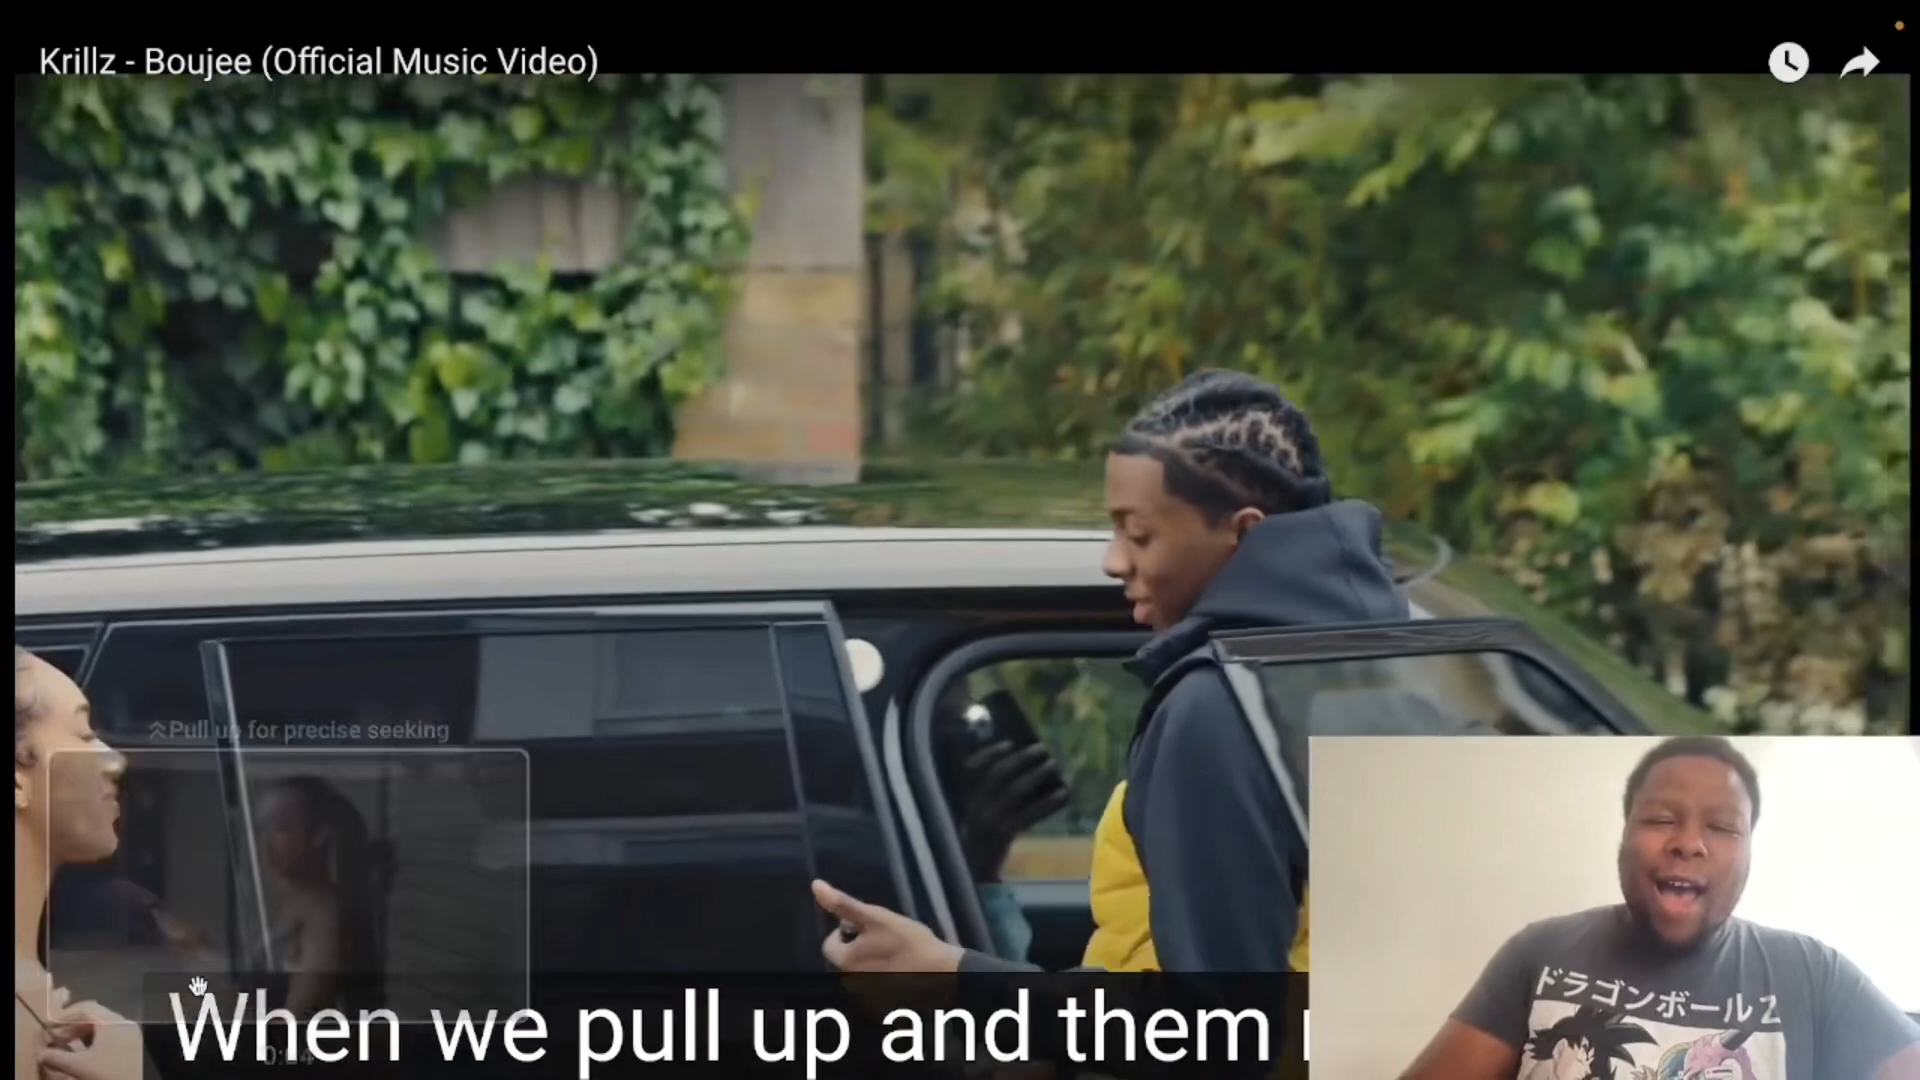 Krillz - Boujee (Official Music Video)
Pull up for precise seeking
When we pull up and them
ドラゴンボールZ